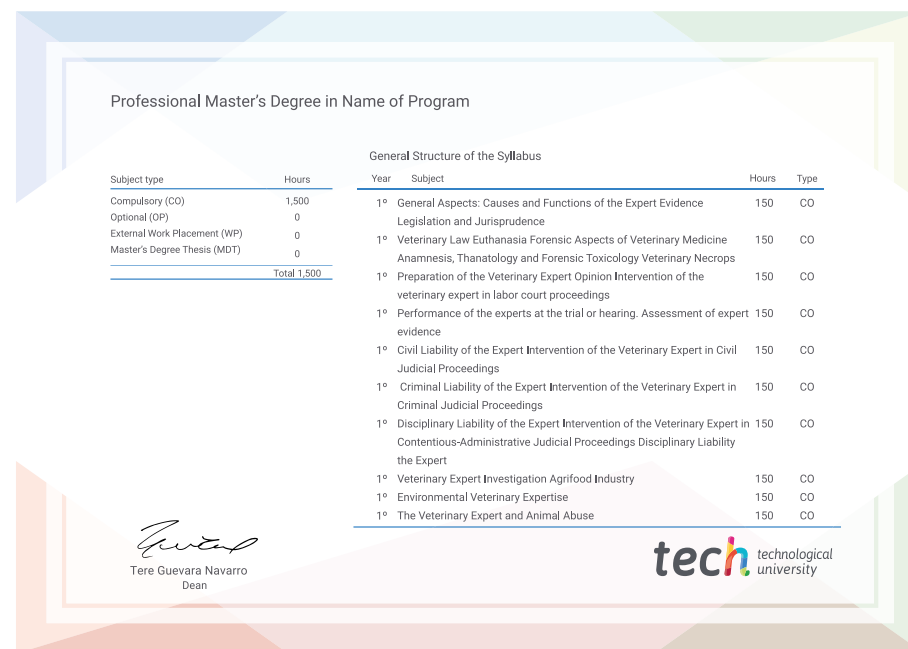 Professional Master's Degree in Name of Program
General Structure of the Syllabus
Subject type Hours
Compulsory (CO) 1,500
Optional (OP) 0
External Work Placement (WP) 0
Master's Degree Thesis (MDT) 0
Total 1,500
Year Subject Hours Type
1º General Aspects: Causes and Functions of the Expert Evidence 150 CO
Legislation and Jurisprudence
1º Veterinary Law Euthanasia Forensic Aspects of Veterinary Medicine 150 CO
Anamnesis, Thanatology and Forensic Toxicology Veterinary Necrops
1º Preparation of the Veterinary Expert Opinion Intervention of the 150 CO
veterinary expert in labor court proceedings
1º Performance of the experts at the trial or hearing. Assessment of expert 150 CO
evidence
1º Civil Liability of the Expert Intervention of the Veterinary Expert in Civil 150 CO
Judicial Proceedings
1º Criminal Liability of the Expert Intervention of the Veterinary Expert in 150 CO
Criminal Judicial Proceedings
1º Disciplinary Liability of the Expert Intervention of the Veterinary Expert in 150 CO
Contentious-Administrative Judicial Proceedings Disciplinary Liability
the Expert
1º Veterinary Expert Investigation Agrifood Industry 150 CO
1º Environmental Veterinary Expertise 150 CO
1º The Veterinary Expert and Animal Abuse 150 CO
Tere Guevara Navarro
Dean
tech technological
university